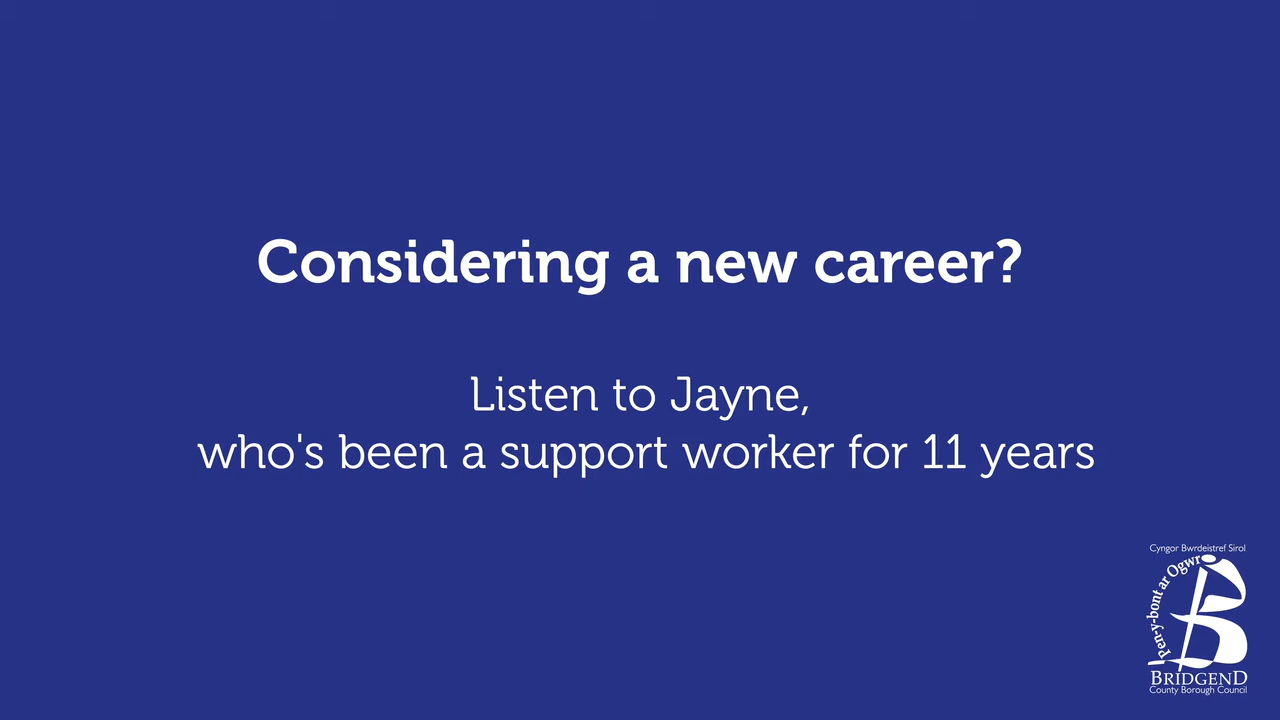 Considering a new career?
Listen to Jayne,
who's been a support worker for 11 years
Cyngor Bwrdeistref Sirol
Pen-y-bont ar Ogwr
BRIDGEND
County Borough Council